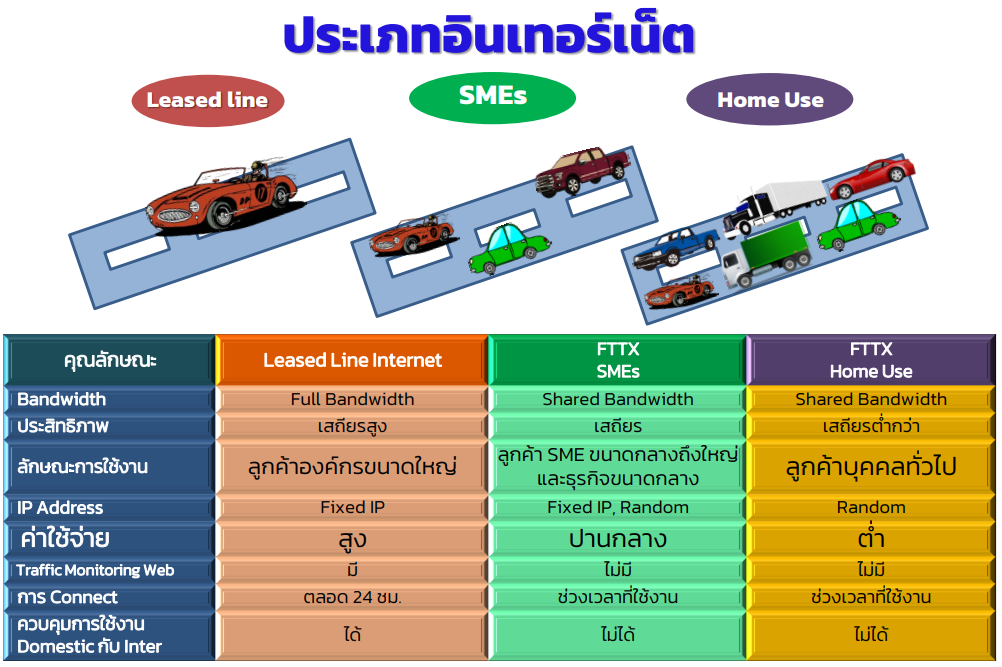 ประเภทอินเทอร์เน็ต
Leased line
SMEs
Home Use
17
คุณลักษณะ
Leased Line Internet
FTTX
SMEs
FTTX
Home Use
Bandwidth
Full Bandwidth
Shared Bandwidth
Shared Bandwidth
ประสิทธิภาพ
เสถียรสูง
เสถียร
เสถียรต่ำกว่า
ลักษณะการใช้งาน
ลูกค้าองค์กรขนาดใหญ่
ลูกค้า SME ขนาดกลางถึงใหญ่
และธุรกิจขนาดกลาง
ลูกค้าบุคคลทั่วไป
IP Address
Fixed IP
Fixed IP, Random
Random
ค่าใช้จ่าย
สูง
ปานกลาง
ต่ำ
Traffic Monitoring Web
มี
ไม่มี
ไม่มี
การ Connect
ตลอด 24 ชม.
ช่วงเวลาที่ใช้งาน
ช่วงเวลาที่ใช้งาน
ควบคุมการใช้งาน
Domestic กับ Inter
ได้
ไม่ได้
ไม่ได้